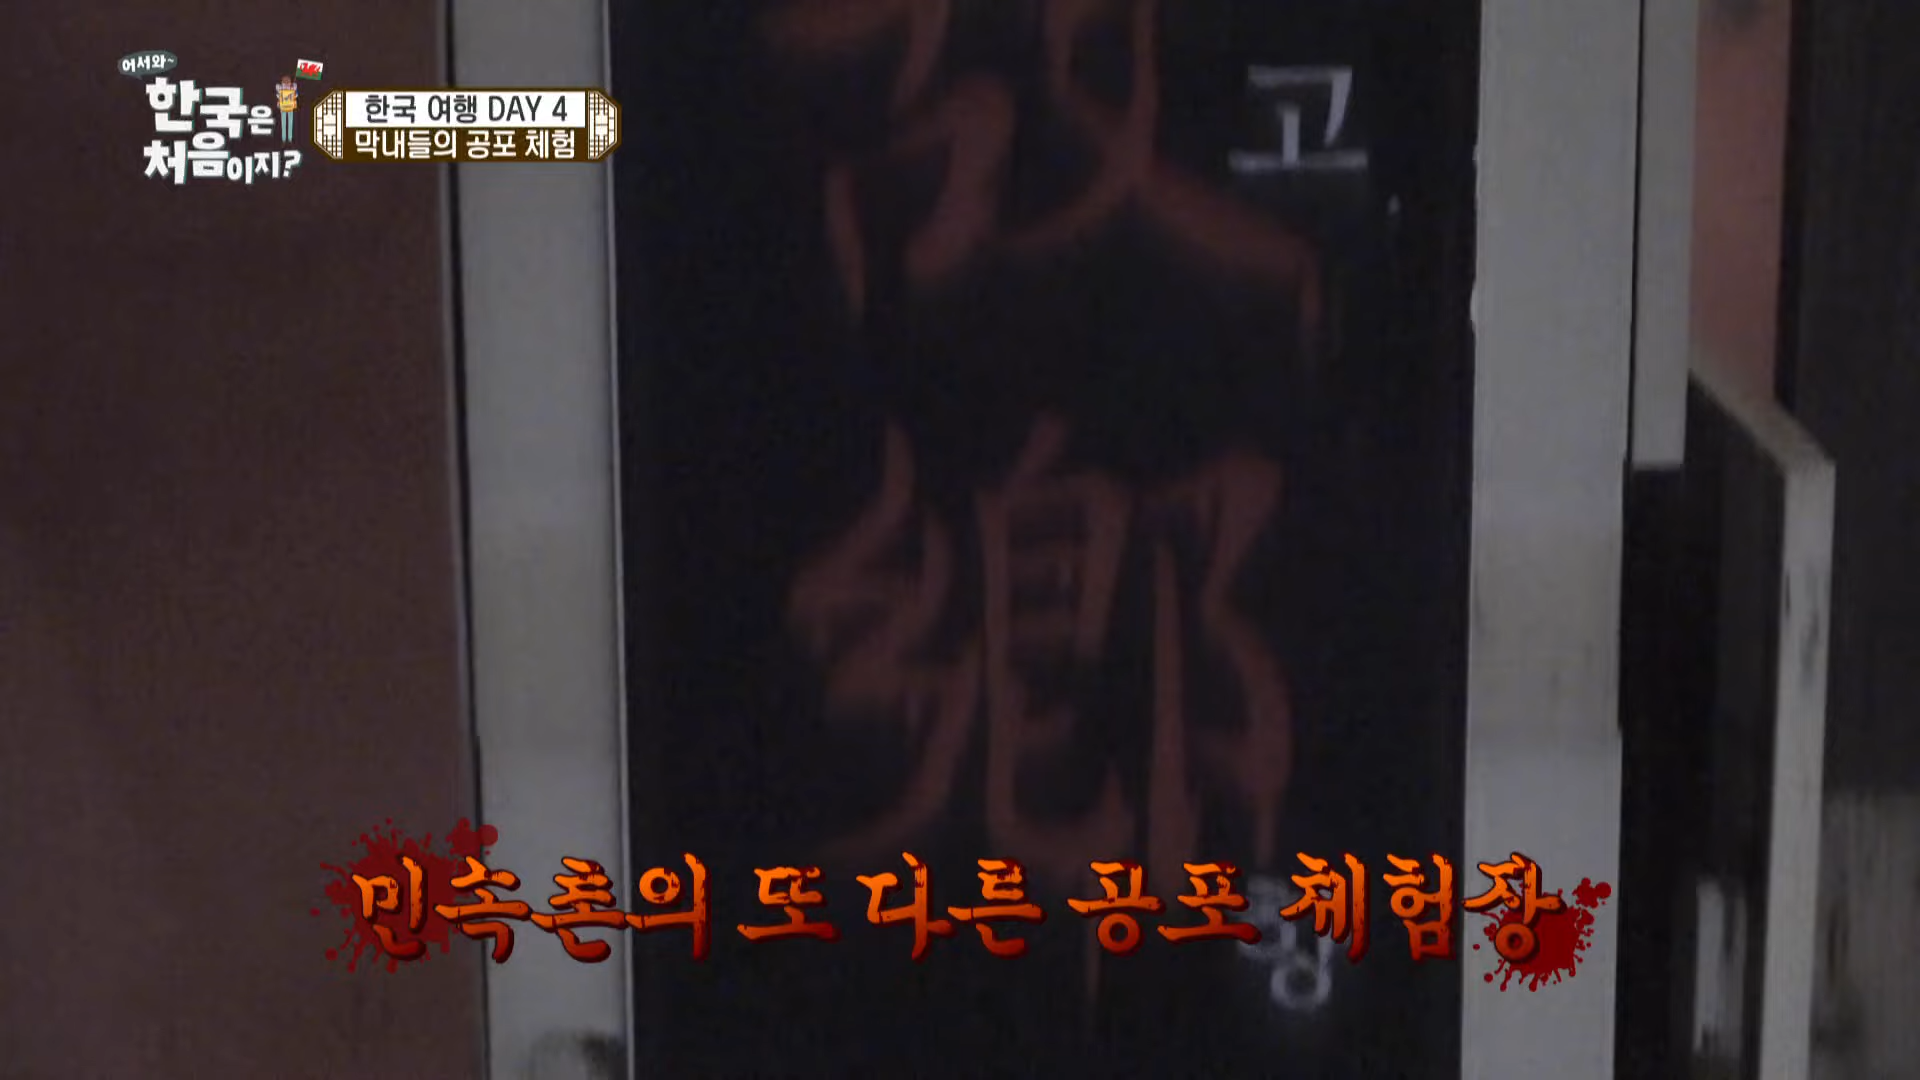 어서와~
한국은
처음이지?
한국 여행 DAY 4
막내들의 공포 체험
고
鄕
민속촌의 또 다른 공포 체험장